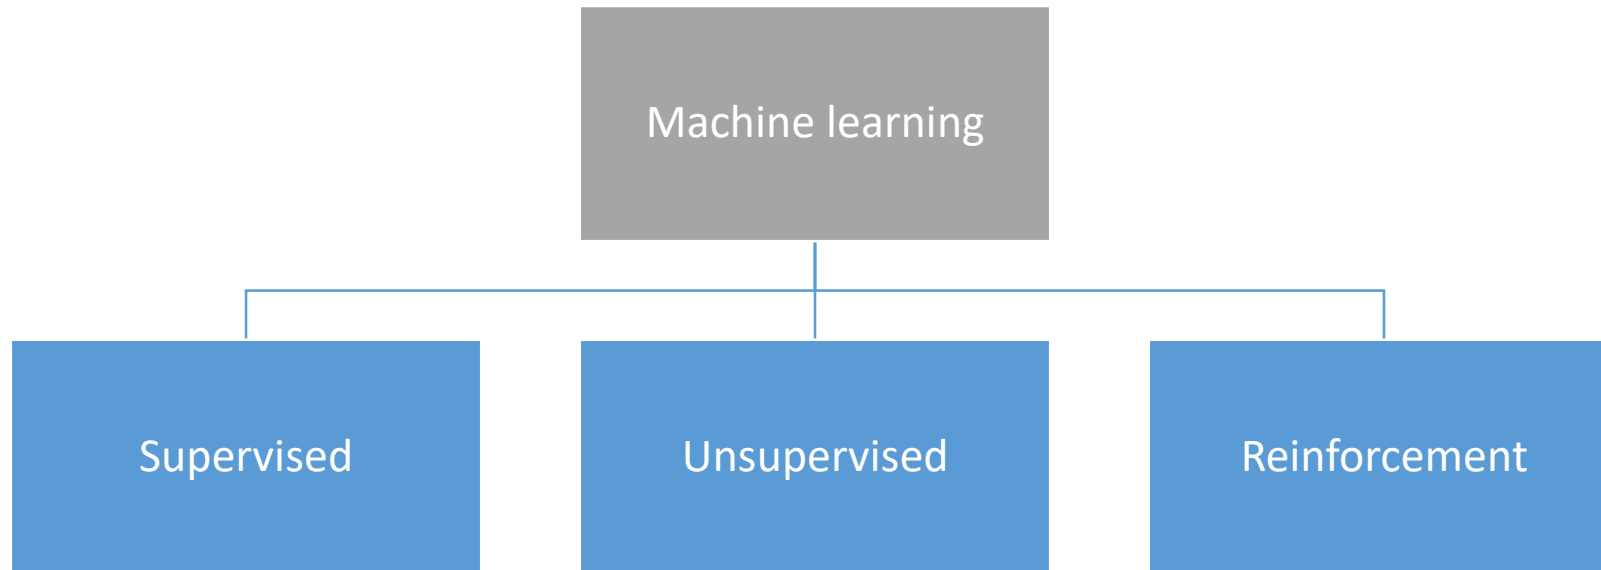 Machine learning
Supervised
Unsupervised
Reinforcement